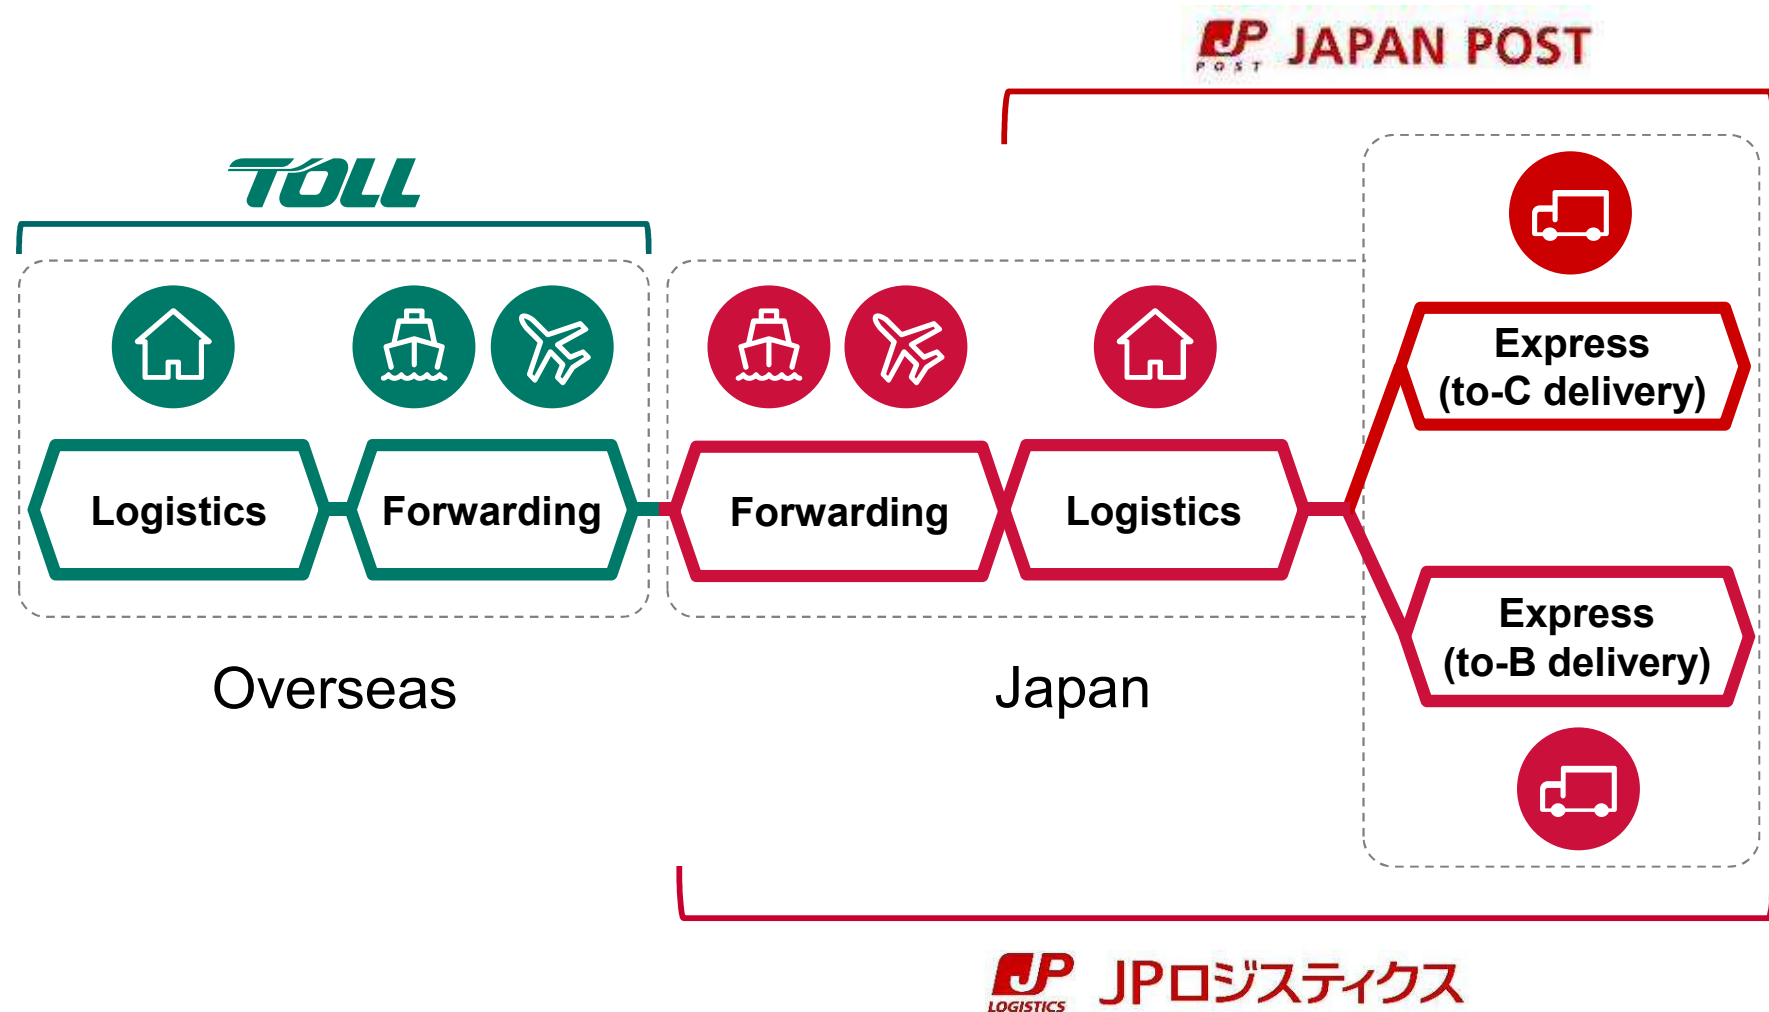 JP
POST
JAPAN POST
TOLL
Express
(to-C delivery)
Logistics
Forwarding
Forwarding
Logistics
Express
(to-B delivery)
Overseas
Japan
JP
LOGISTICS
JPロジスティクス